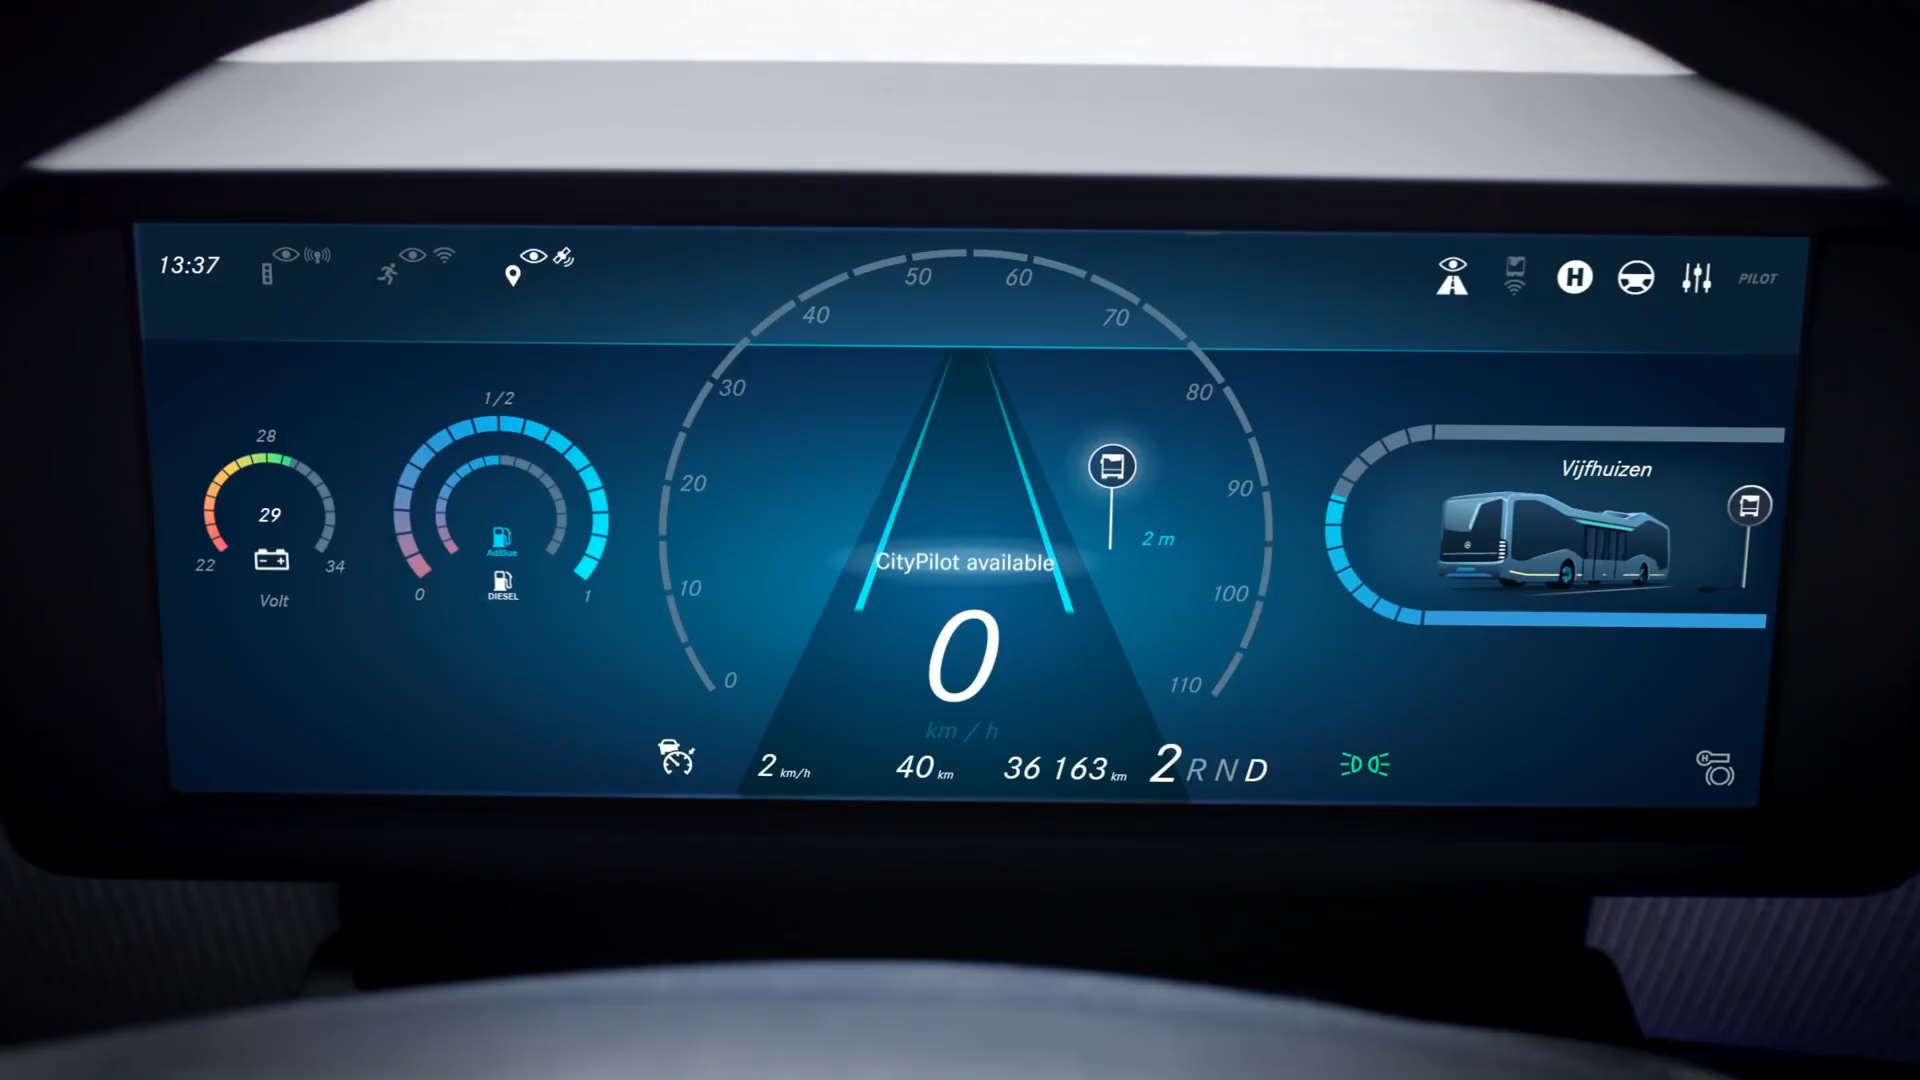 13:37
PILOT
50
60
40
70
30
80
20
90
10
100
0
110
28
29
22
34
Volt
1/2
AdBlue
DIESEL
0
1
2 m
CityPilot available
0
km / h
2 km/h
40 km
36 163 km
2 R N D
Vijfhuizen
H
H